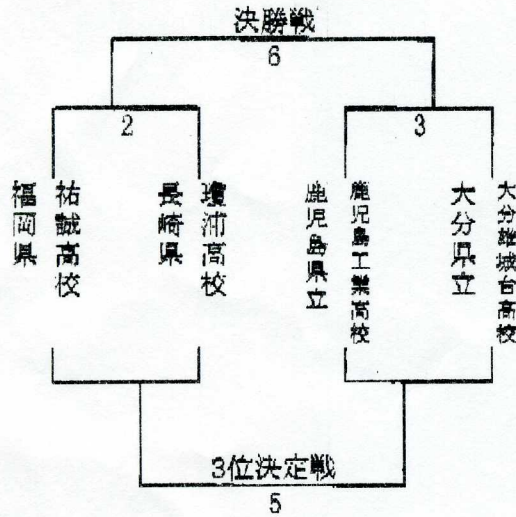 決勝戦
6
2
3
福岡県
祐誠高校
長崎県
瓊浦高校
鹿児島県立
鹿児島工業高校
大分県立
大分雄城台高校
3位決定戦
5